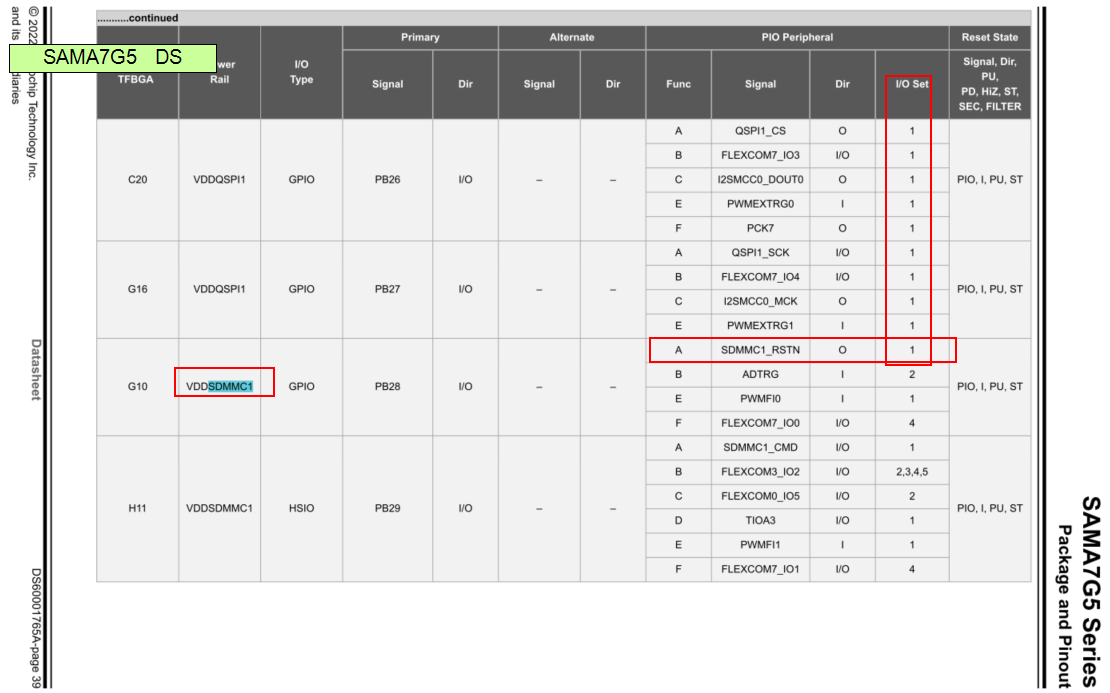 ...........continued
Primary Alternate PIO Peripheral Reset State
TFBGA wer Rail I/O Type Signal Dir Signal Dir Func Signal Dir I/O Set Signal, Dir, PU, PD, HiZ, ST, SEC, FILTER
SAMA7G5 DS
C20 VDDQSPI1 GPIO PB26 I/O – – A QSPI1_CS O 1 PIO, I, PU, ST
B FLEXCOM7_IO3 I/O 1
C I2SMCC0_DOUT0 O 1
E PWMEXTRG0 I 1
F PCK7 O 1
G16 VDDQSPI1 GPIO PB27 I/O – – A QSPI1_SCK I/O 1 PIO, I, PU, ST
B FLEXCOM7_IO4 I/O 1
C I2SMCC0_MCK O 1
E PWMEXTRG1 I 1
G10 VDDSDMMC1 GPIO PB28 I/O – – A SDMMC1_RSTN O 1 PIO, I, PU, ST
B ADTRG I 2
E PWMFI0 I 1
F FLEXCOM7_IO0 I/O 4
H11 VDDSDMMC1 HSIO PB29 I/O – – A SDMMC1_CMD I/O 1 PIO, I, PU, ST
B FLEXCOM3_IO2 I/O 2,3,4,5
C FLEXCOM0_IO5 I/O 2
D TIOA3 I/O 1
E PWMFI1 I 1
F FLEXCOM7_IO1 I/O 4
© 2022 ochip Technology Inc.
and its diaries
Datasheet
DS60001765A-page 39
SAMA7G5 Series
Package and Pinout